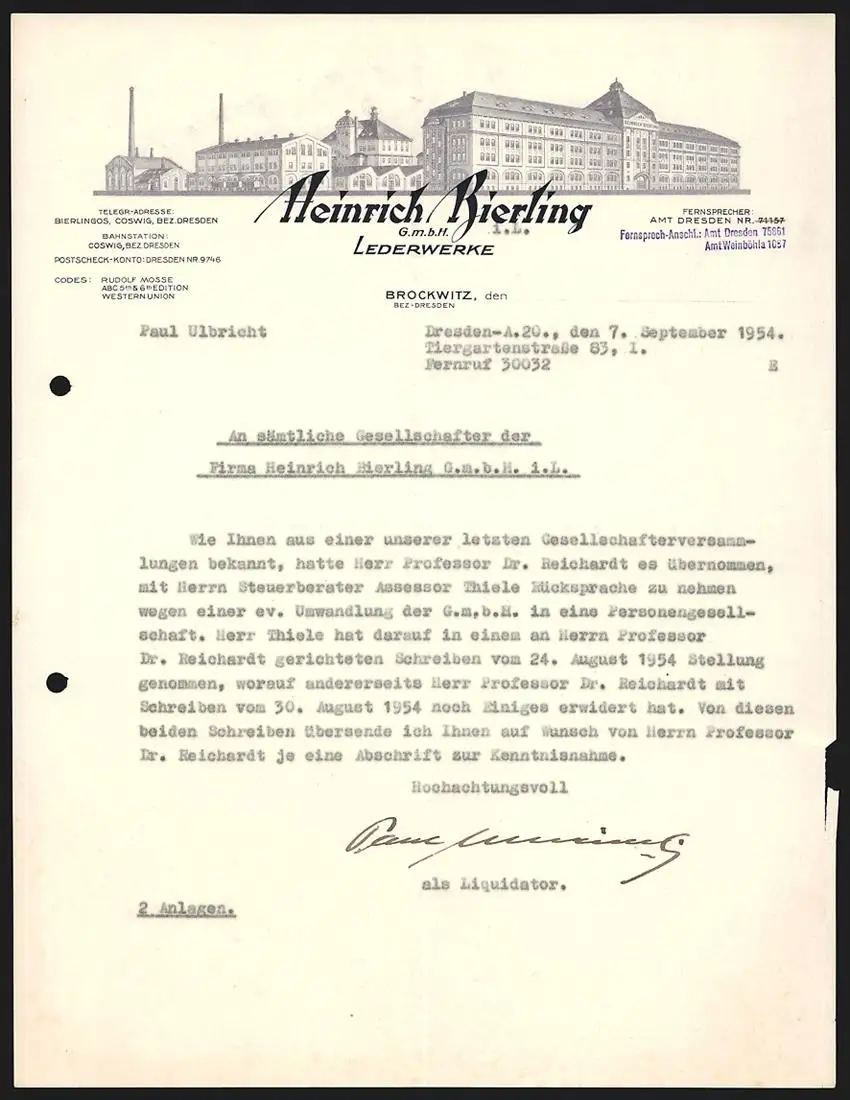 Heinrich Bierling
G.m.b.H. i.L.
LEDERWERKE
TELEGR-ADRESSE:
BIERLINGOS, COSWIG, BEZ. DRESDEN
BAHNSTATION:
COSWIG, BEZ. DRESDEN
POSTSCHECK-KONTO: DRESDEN NR. 9746
CODES: RUDOLF MOSSE
ABC 5th & 6th EDITION
WESTERN UNION
FERNSPRECHER:
AMT DRESDEN NR. 71157
Fernsprech-Anschl.: Amt Dresden 75861
Amt Weinböhla 1057
BROCKWITZ, den
BEZ-DRESDEN
Paul Ulbricht
Dresden-A.20., den 7. September 1954.
Tiergartenstraße 83, I.
Fernruf 30032 E
An sämtliche Gesellschafter der
Firma Heinrich Bierling G.m.b.H. i.L.
Wie Ihnen aus einer unserer letzten Gesellschafterversamm-
lungen bekannt, hatte Herr Professor Dr. Reichardt es übernommen,
mit Herrn Steuerberater Assessor Thiele Rücksprache zu nehmen
wegen einer ev. Umwandlung der G.m.b.H. in eine Personengesell-
schaft. Herr Thiele hat darauf in einem an Herrn Professor
Dr. Reichardt gerichteten Schreiben vom 24. August 1954 Stellung
genommen, worauf andererseits Herr Professor Dr. Reichardt mit
Schreiben vom 30. August 1954 noch Einiges erwidert hat. Von diesen
beiden Schreiben übersende ich Ihnen auf Wunsch von Herrn Professor
Dr. Reichardt je eine Abschrift zur Kenntnisnahme.
Hochachtungsvoll
Paul Ulbricht
als Liquidator.
2 Anlagen.